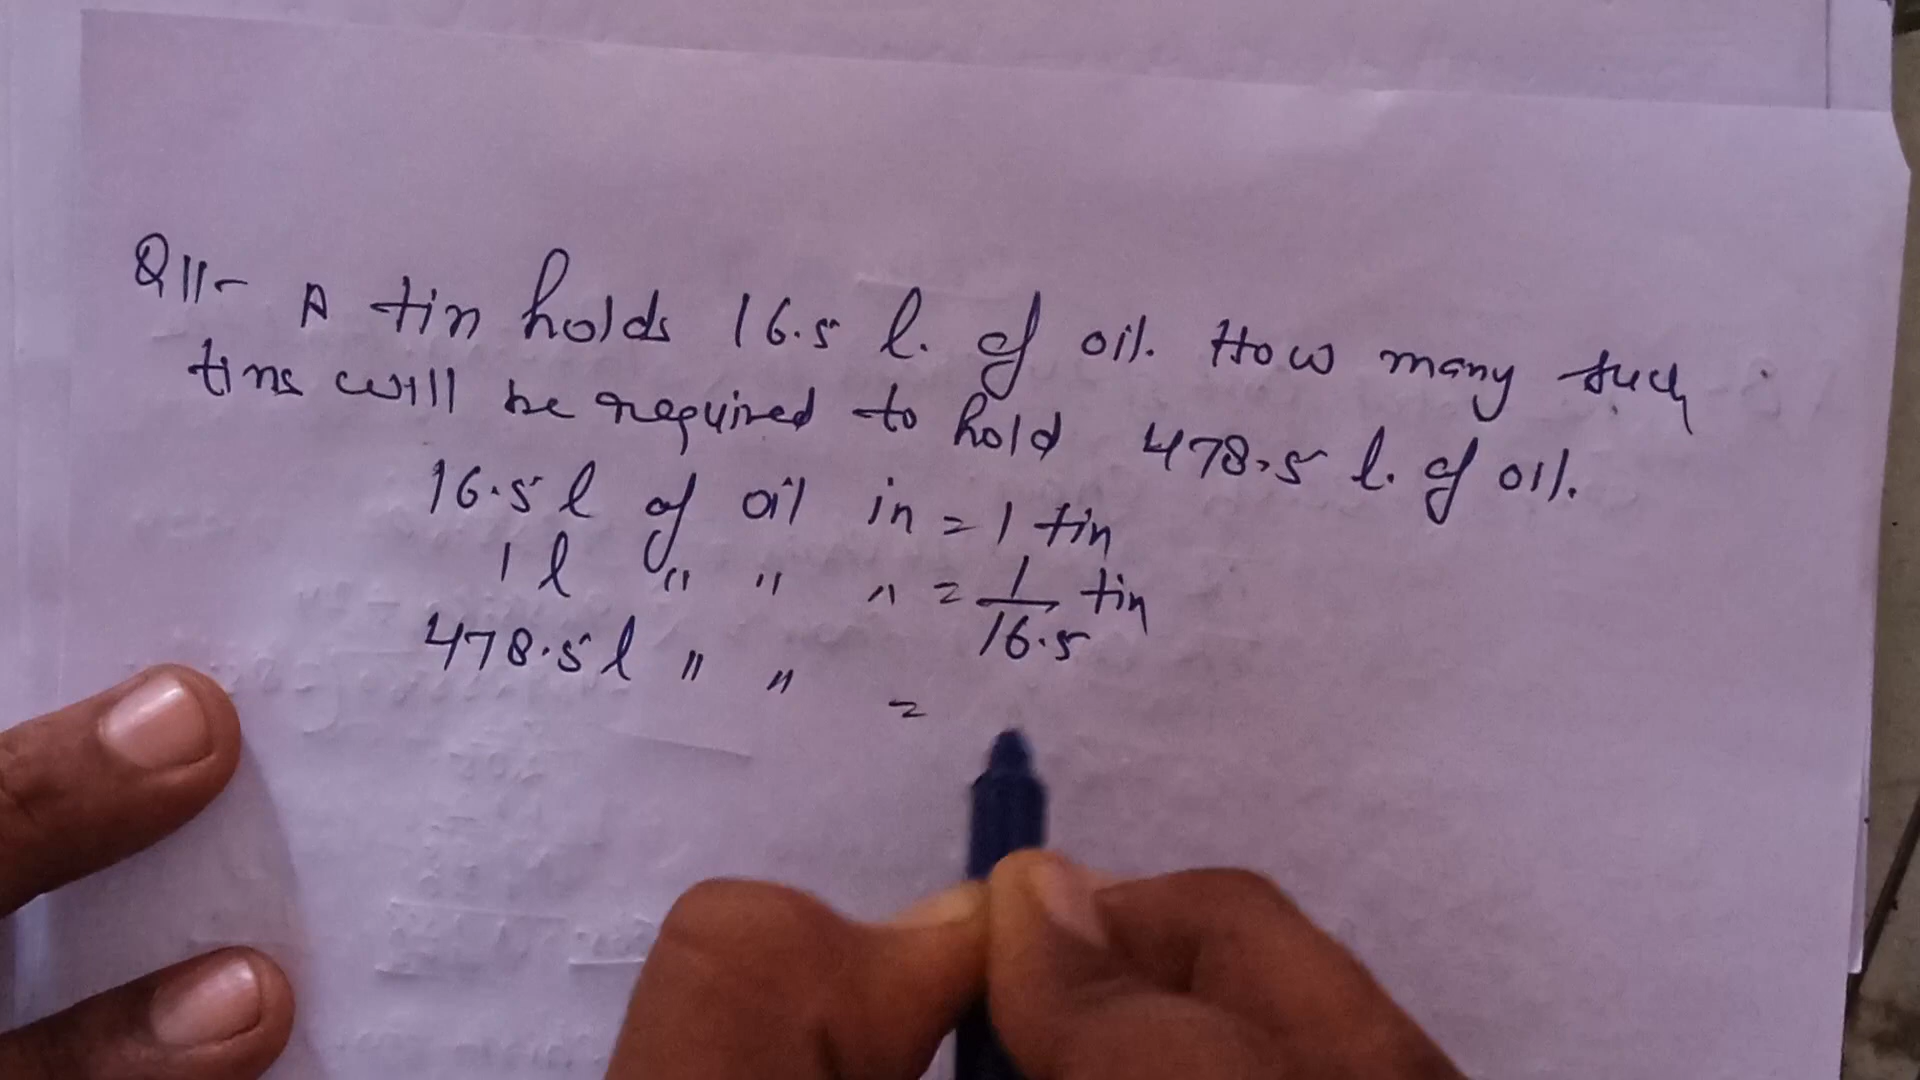 Q11- A tin holds 16.5 l. of oil. How many such
tins will be required to hold 478.5 l. of oil.
16.5 l of oil in = 1 tin
1 l " " " = 1/16.5 tin
478.5 l " " =